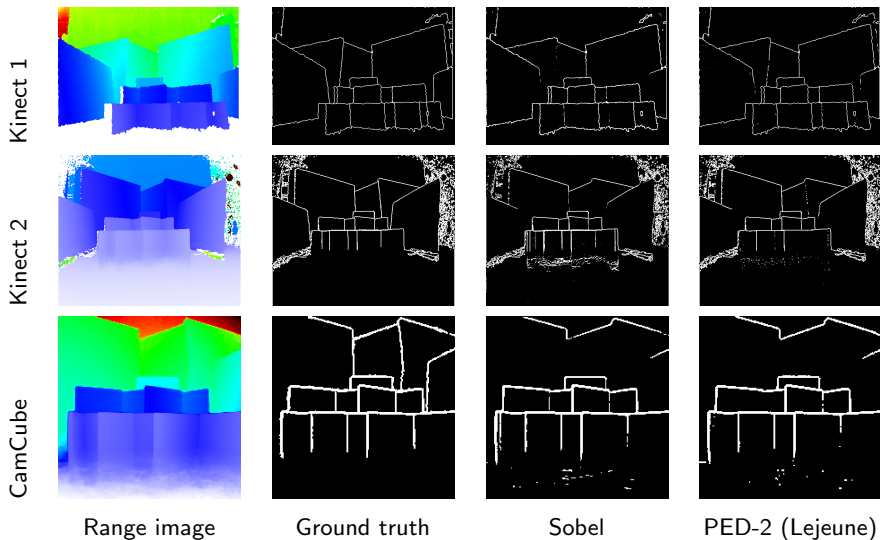 Kinect 1
Kinect 2
CamCube
Range image
Ground truth
Sobel
PED-2 (Lejeune)